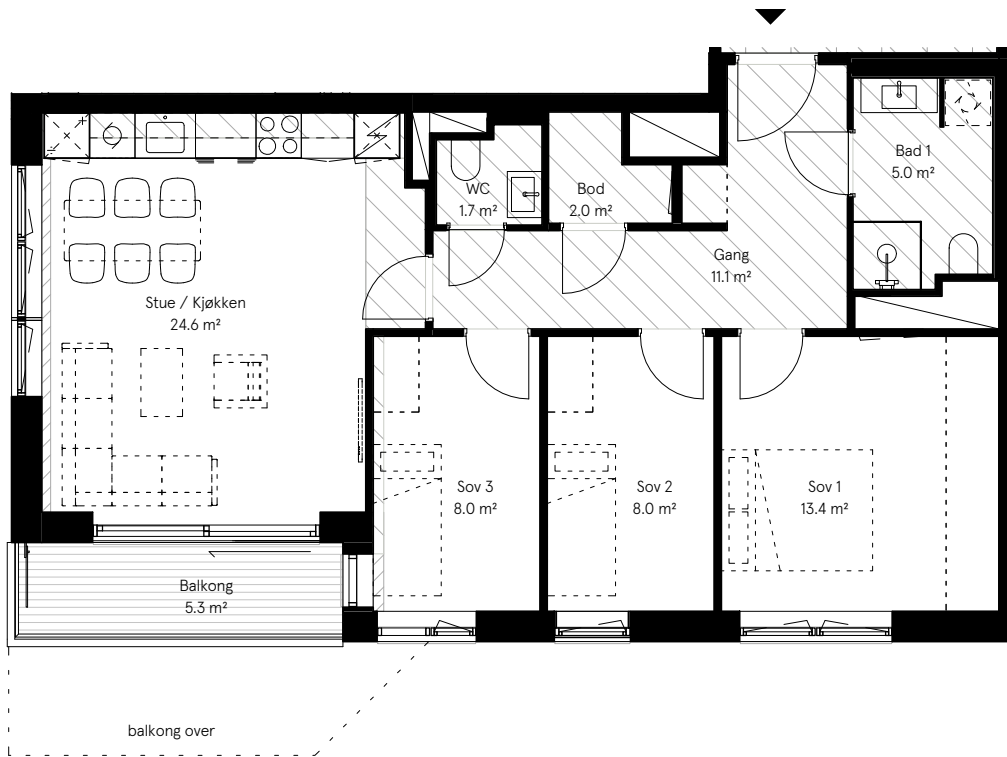 Bad 1
5.0 m²
WC
1.7 m²
Bod
2.0 m²
Gang
11.1 m²
Stue / Kjøkken
24.6 m²
Sov 3
8.0 m²
Sov 2
8.0 m²
Sov 1
13.4 m²
Balkong
5.3 m²
balkong over